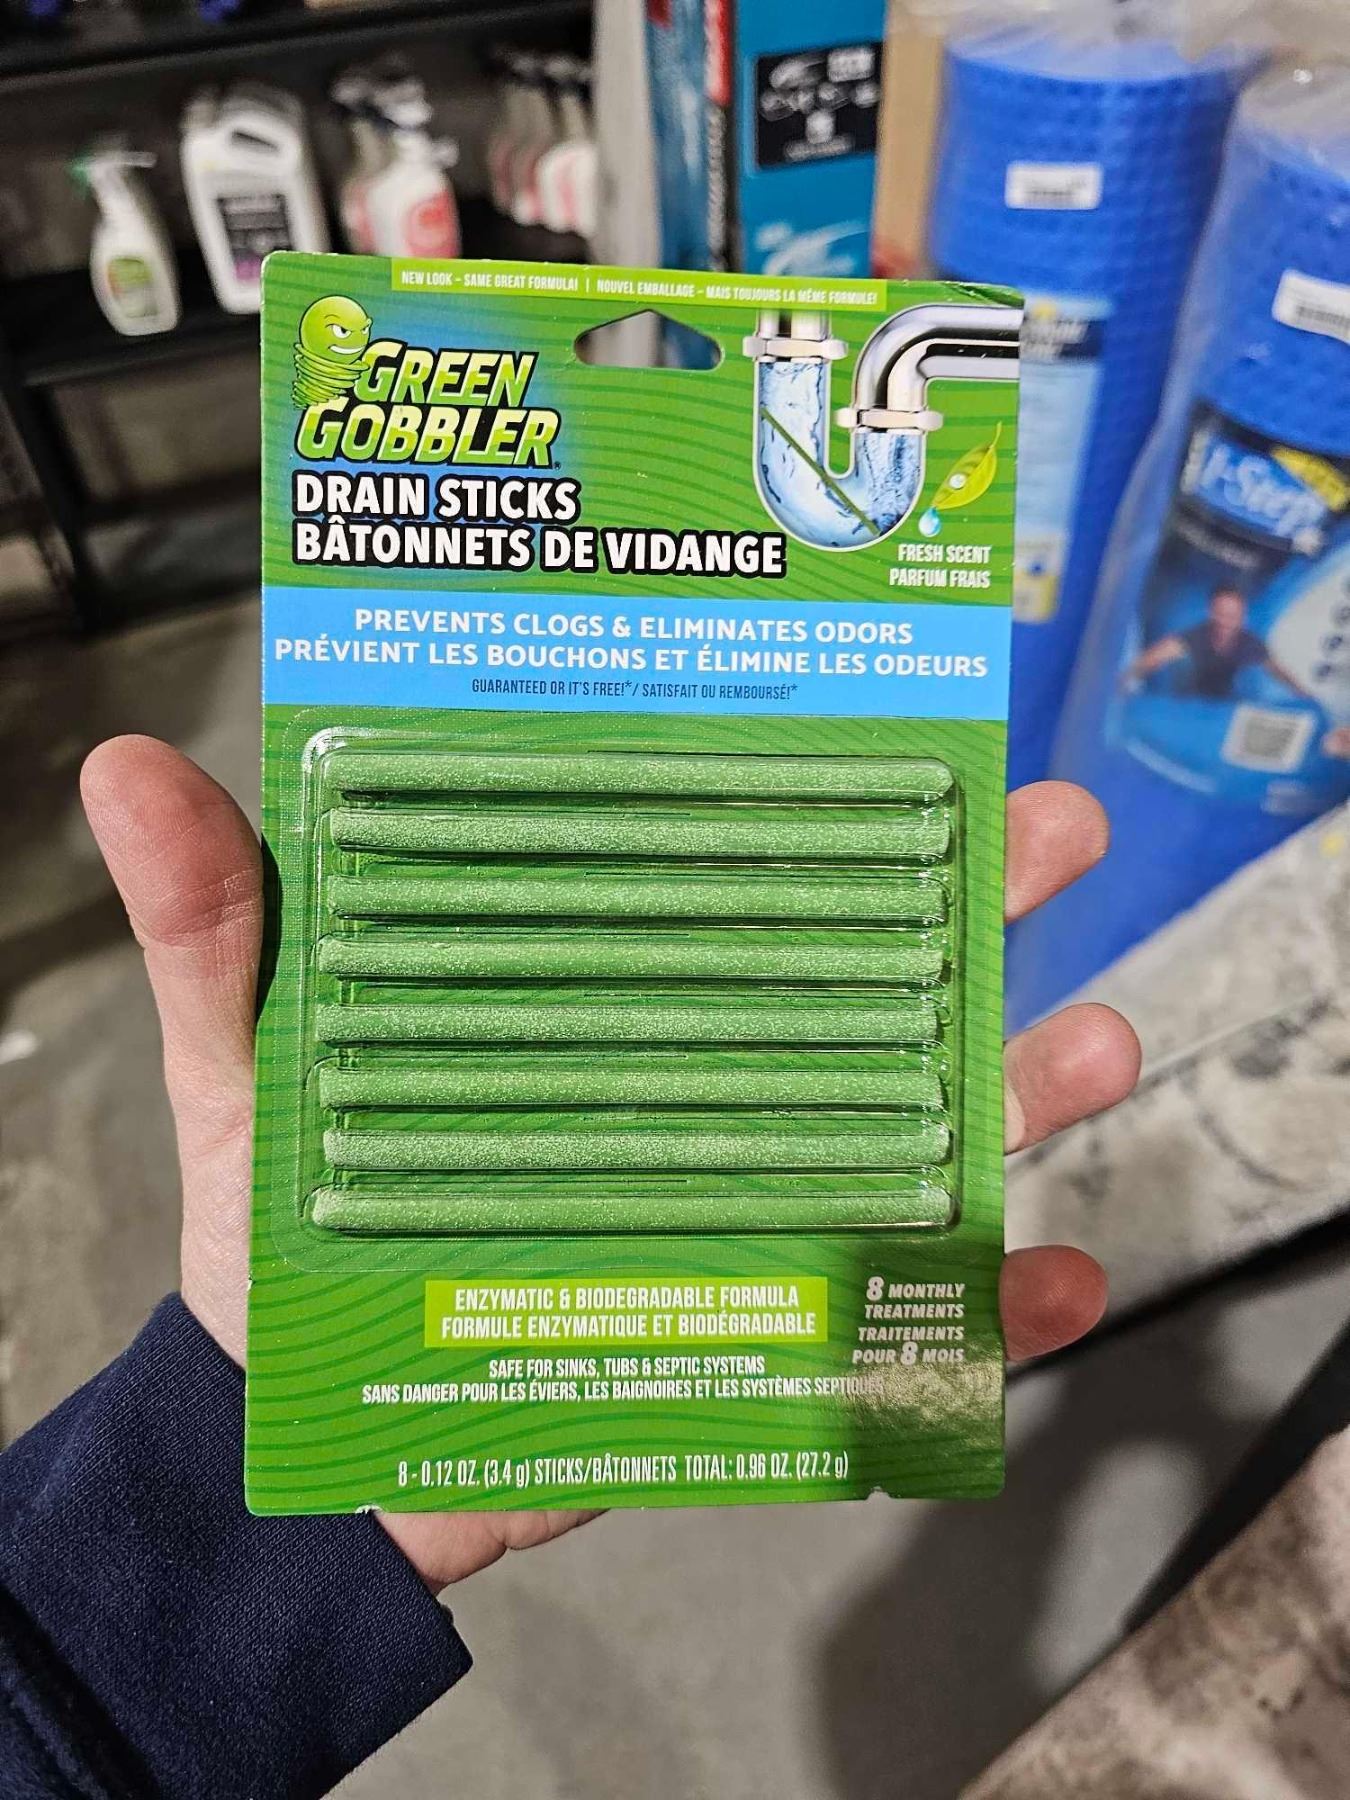 NEW LOOK - SAME GREAT FORMULA! | NOUVEL EMBALLAGE - MAIS TOUJOURS LA MÊME FORMULE!
GREEN
GOBBLER
DRAIN STICKS
BÂTONNETS DE VIDANGE
FRESH SCENT
PARFUM FRAIS
PREVENTS CLOGS & ELIMINATES ODORS
PRÉVIENT LES BOUCHONS ET ÉLIMINE LES ODEURS
GUARANTEED OR IT'S FREE!*/ SATISFAIT OU REMBOURSÉ!*
ENZYMATIC & BIODEGRADABLE FORMULA
FORMULE ENZYMATIQUE ET BIODÉGRADABLE
8 MONTHLY
TREATMENTS
TRAITEMENTS
POUR 8 MOIS
SAFE FOR SINKS, TUBS & SEPTIC SYSTEMS
SANS DANGER POUR LES ÉVIERS, LES BAIGNOIRES ET LES SYSTÈMES SEPTIQUES
8 - 0.12 OZ. (3.4 g) STICKS/BÂTONNETS TOTAL: 0.96 OZ. (27.2 g)